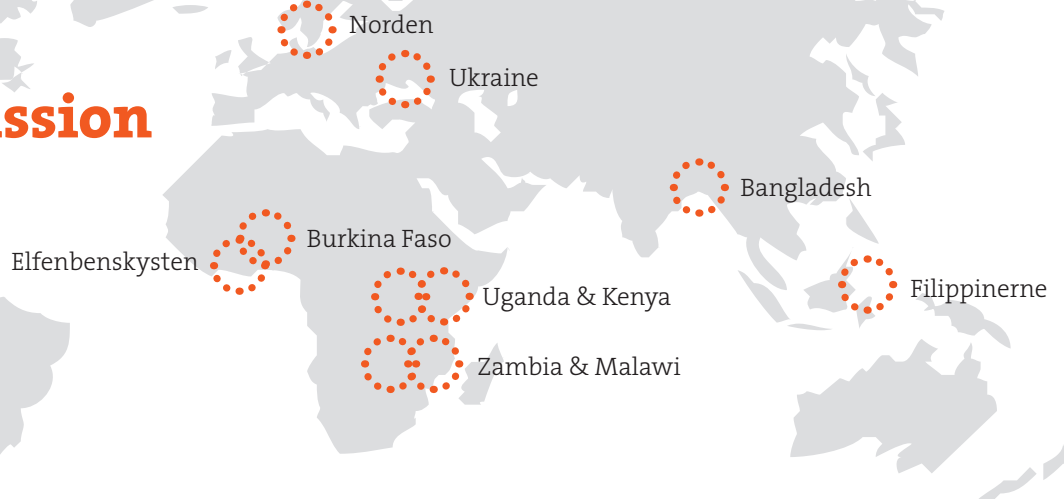 Norden
Ukraine
ssion
Bangladesh
Burkina Faso
Elfenbenskysten
Filippinerne
Uganda & Kenya
Zambia & Malawi